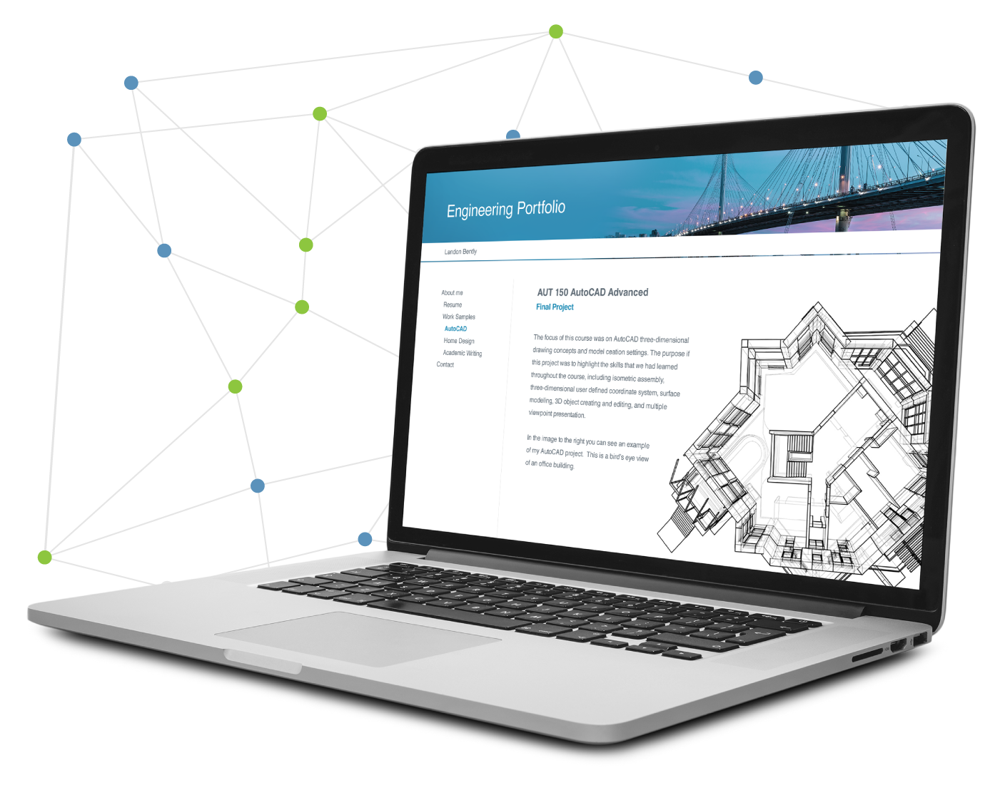 Engineering Portfolio
Landon Bently
About me
Resume
Work Samples
AutoCAD
Home Design
Academic Writing
Contact
AUT 150 AutoCAD Advanced
Final Project
The focus of this course was on AutoCAD three-dimensional
drawing concepts and model ceation settings. The purpose if
this project was to highlight the skills that we had learned
throughout the course, including isometric assembly,
three-dimensional user defined coordinate system, surface
modeling, 3D object creating and editing, and multiple
viewpoint presentation.
In the image to the right you can see an example
of my AutoCAD project. This is a bird's eye view
of an office building.